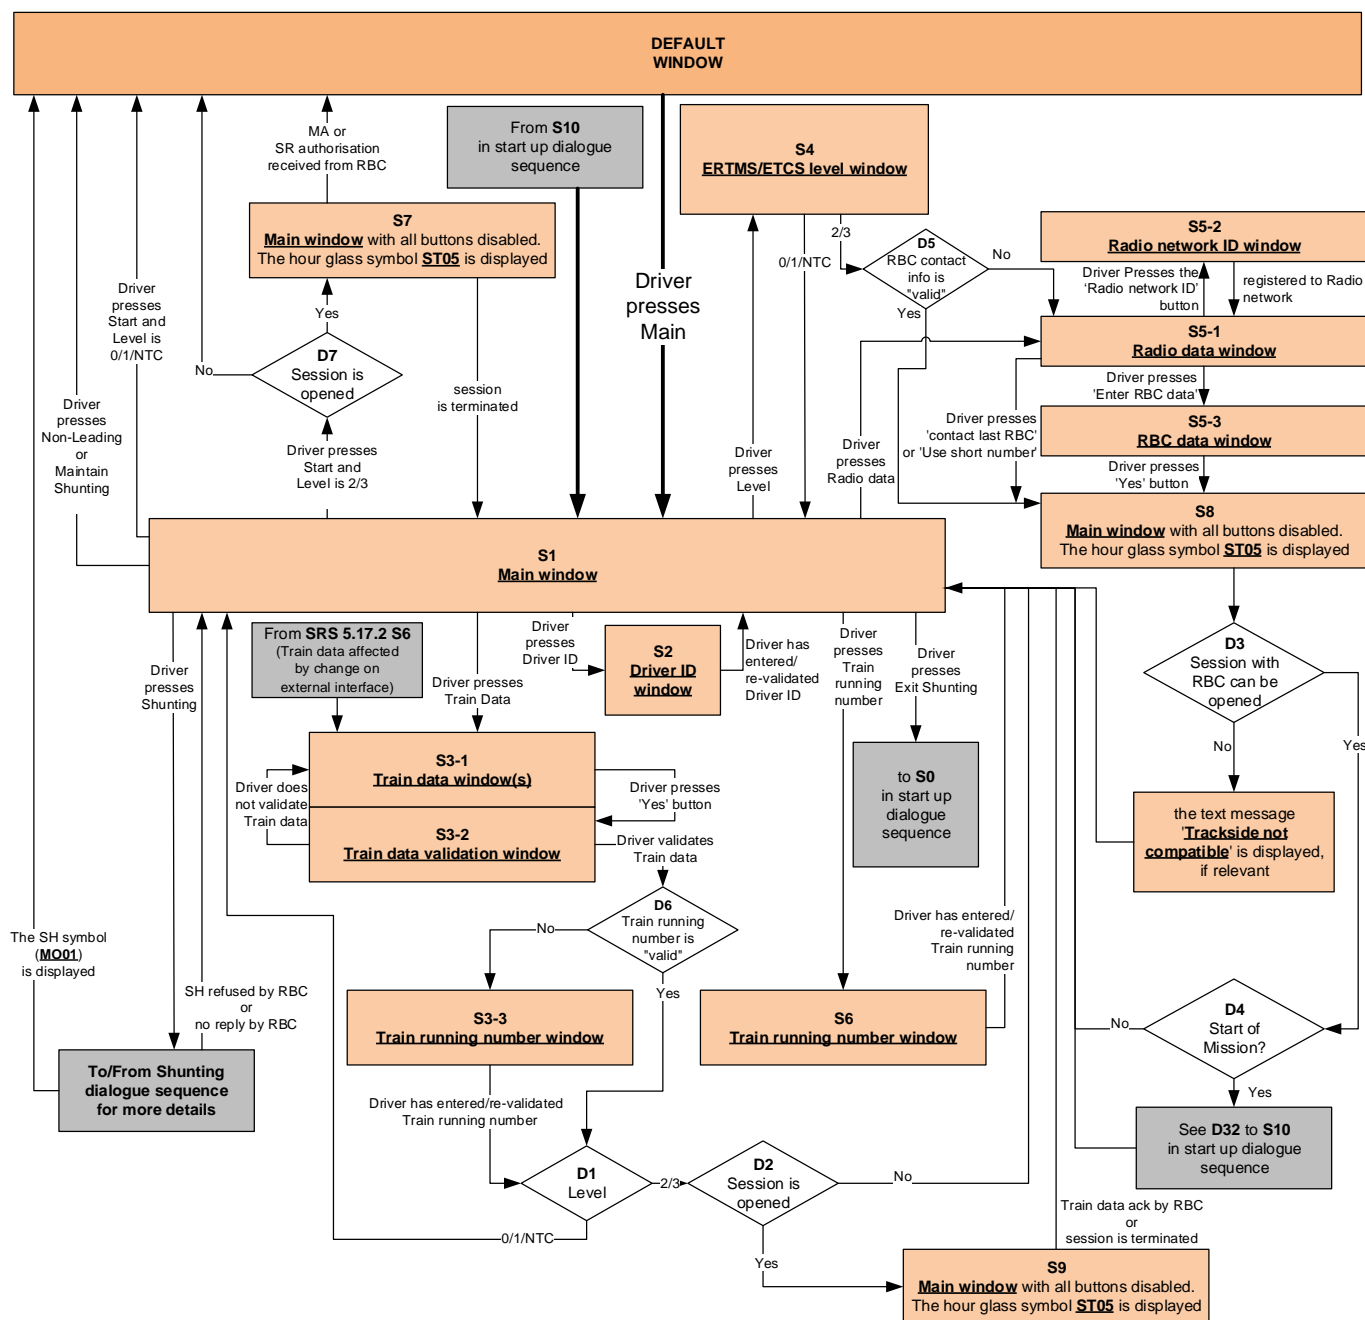 DEFAULT
WINDOW
MA or
SR authorisation
received from RBC
From S10
in start up dialogue
sequence
S4
ERTMS/ETCS level window
S7
Main window with all buttons disabled.
The hour glass symbol ST05 is displayed
2/3
0/1/NTC
D5
RBC contact
info is
"valid"
No
Yes
S5-2
Radio network ID window
Driver Presses the
‘Radio network ID’
button
registered to Radio
network
Driver
presses
Start and
Level is
0/1/NTC
Driver
presses
Main
Yes
No
D7
Session is
opened
S5-1
Radio data window
Driver presses
'Enter RBC data'
session
is terminated
Driver
presses
Non-Leading
or
Maintain
Shunting
Driver presses
Start and
Level is 2/3
Driver
presses
Level
Driver
presses
Radio data
Driver presses
'contact last RBC'
or 'Use short number'
S5-3
RBC data window
Driver presses
'Yes' button
S8
Main window with all buttons disabled.
The hour glass symbol ST05 is displayed
S1
Main window
From SRS 5.17.2 S6
(Train data affected
by change on
external interface)
Driver
presses
Shunting
Driver presses
Train Data
Driver
presses
Driver ID
S2
Driver ID
window
Driver has
entered/
re-validated
Driver ID
Driver
presses
Train
running
number
Driver
presses
Exit Shunting
D3
Session with
RBC can be
opened
No
Yes
S3-1
Train data window(s)
Driver does
not validate
Train data
Driver presses
'Yes' button
S3-2
Train data validation window
Driver validates
Train data
to S0
in start up
dialogue
sequence
the text message
'Trackside not
compatible' is displayed,
if relevant
D6
Train running
number is
"valid"
No
Yes
The SH symbol
(MO01)
is displayed
SH refused by RBC
or
no reply by RBC
S3-3
Train running number window
S6
Train running number window
Driver has entered/
re-validated
Train running
number
D4
Start of
Mission?
No
Yes
To/From Shunting
dialogue sequence
for more details
Driver has entered/re-validated
Train running number
See D32 to S10
in start up dialogue
sequence
D1
Level
2/3
0/1/NTC
D2
Session is
opened
No
Yes
Train data ack by RBC
or
session is terminated
S9
Main window with all buttons disabled.
The hour glass symbol ST05 is displayed